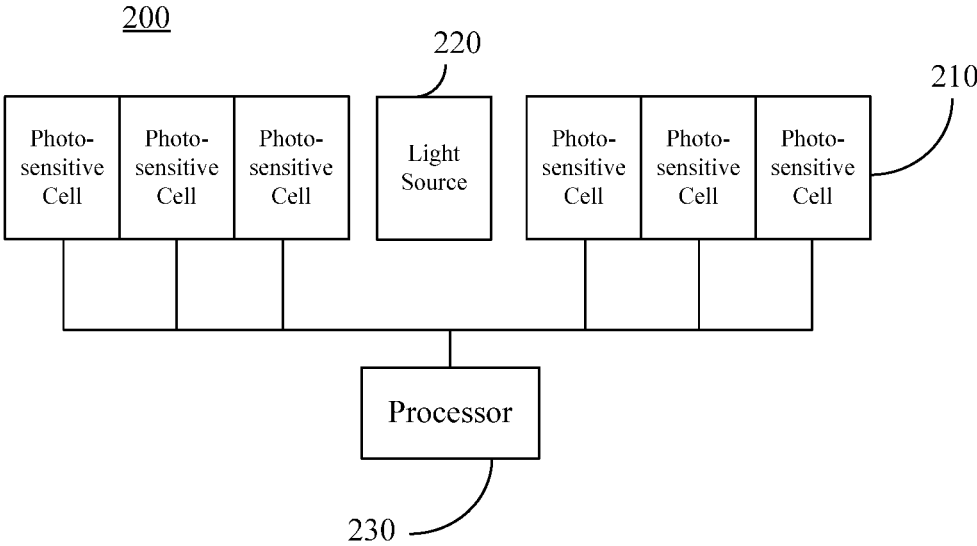 200
220
210
Photo-
sensitive
Cell
Photo-
sensitive
Cell
Photo-
sensitive
Cell
Light
Source
Photo-
sensitive
Cell
Photo-
sensitive
Cell
Photo-
sensitive
Cell
Processor
230